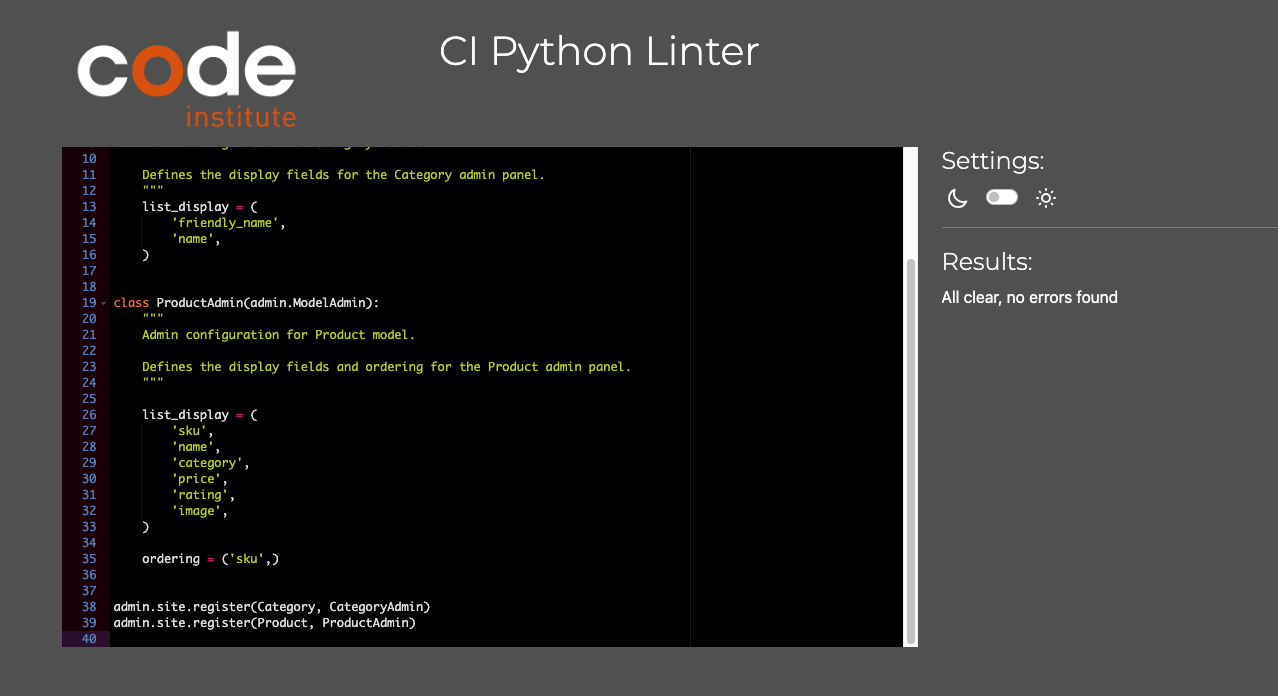 code
institute
CI Python Linter
10
11 Defines the display fields for the Category admin panel.
12 """
13 list_display = (
14 'friendly_name',
15 'name',
16 )
17
18
19 class ProductAdmin(admin.ModelAdmin):
20 """
21 Admin configuration for Product model.
22
23 Defines the display fields and ordering for the Product admin panel.
24 """
25
26 list_display = (
27 'sku',
28 'name',
29 'category',
30 'price',
31 'rating',
32 'image',
33 )
34
35 ordering = ('sku',)
36
37
38 admin.site.register(Category, CategoryAdmin)
39 admin.site.register(Product, ProductAdmin)
40
Settings:
Results:
All clear, no errors found